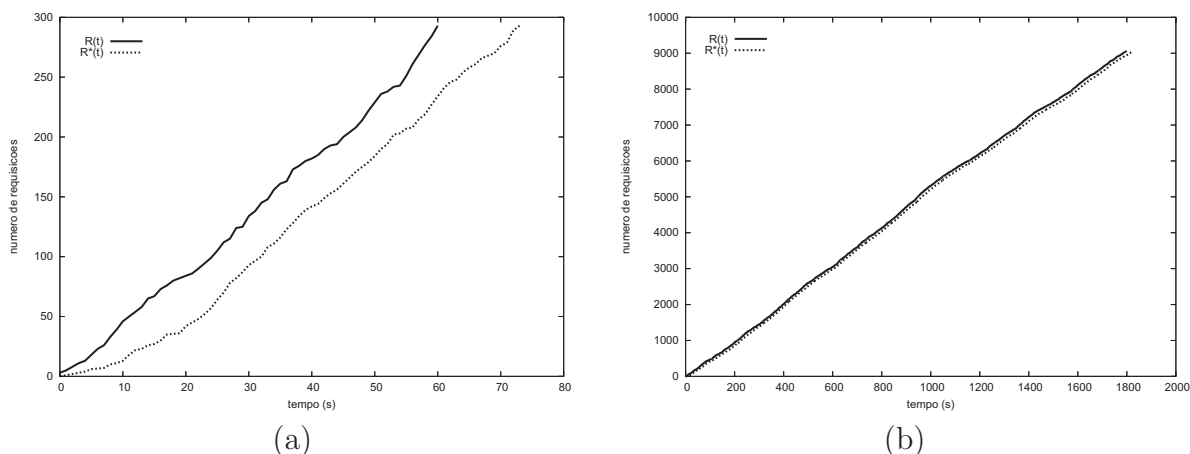 300
250
200
150
100
50
0
numero de requisicoes
R(t)
R*(t)
0 10 20 30 40 50 60 70 80
tempo (s)
(a)
10000
9000
8000
7000
6000
5000
4000
3000
2000
1000
0
numero de requisicoes
R(t)
R*(t)
0 200 400 600 800 1000 1200 1400 1600 1800 2000
tempo (s)
(b)